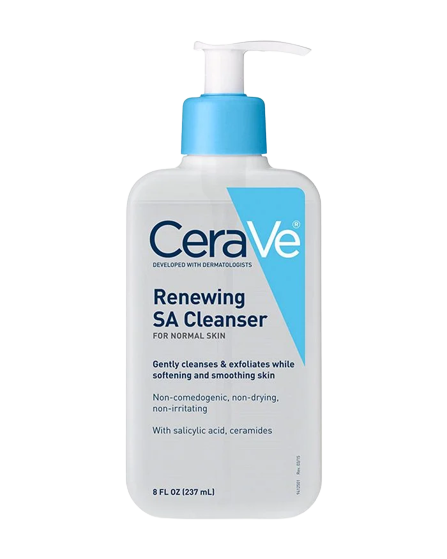 CeraVe®
DEVELOPED WITH DERMATOLOGISTS
Renewing
SA Cleanser
FOR NORMAL SKIN
Gently cleanses & exfoliates while
softening and smoothing skin
Non-comedogenic, non-drying,
non-irritating
With salicylic acid, ceramides
8 FL OZ (237 mL)